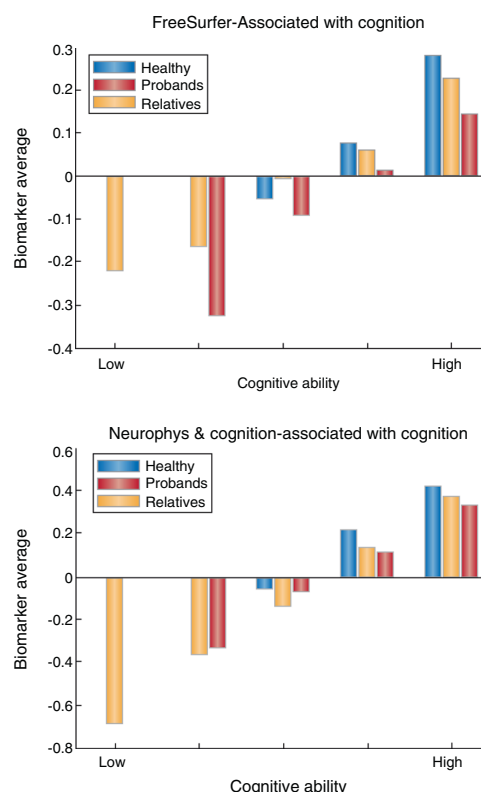 FreeSurfer-Associated with cognition
0.3
0.2
0.1
0
-0.1
-0.2
-0.3
-0.4
Biomarker average
Healthy
Probands
Relatives
Low
High
Cognitive ability
Neurophys & cognition-associated with cognition
0.6
0.4
0.2
0
-0.2
-0.4
-0.6
-0.8
Biomarker average
Healthy
Probands
Relatives
Low
High
Cognitive ability